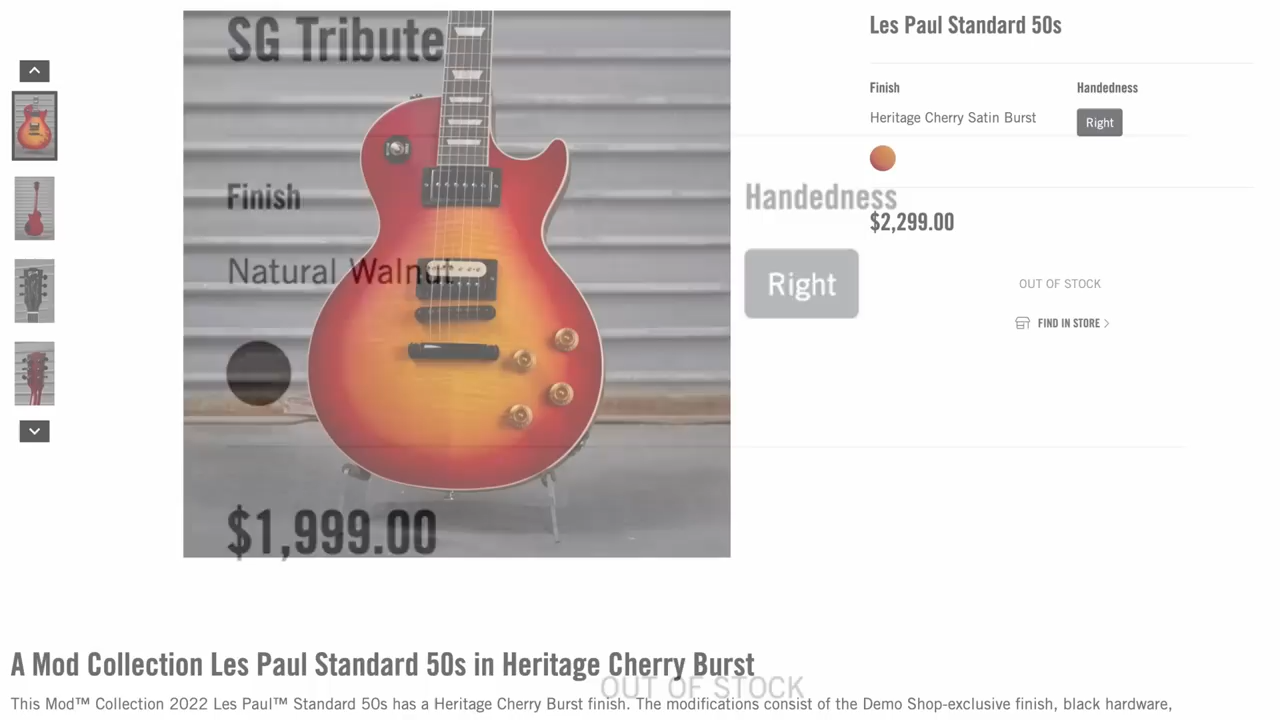 SG Tribute
Finish
Natural Walnut
Handedness
Right
$1,999.00
OUT OF STOCK
Les Paul Standard 50s
Finish
Handedness
Heritage Cherry Satin Burst
Right
$2,299.00
OUT OF STOCK
FIND IN STORE
A Mod Collection Les Paul Standard 50s in Heritage Cherry Burst
This Mod™ Collection 2022 Les Paul™ Standard 50s has a Heritage Cherry Burst finish. The modifications consist of the Demo Shop-exclusive finish, black hardware,